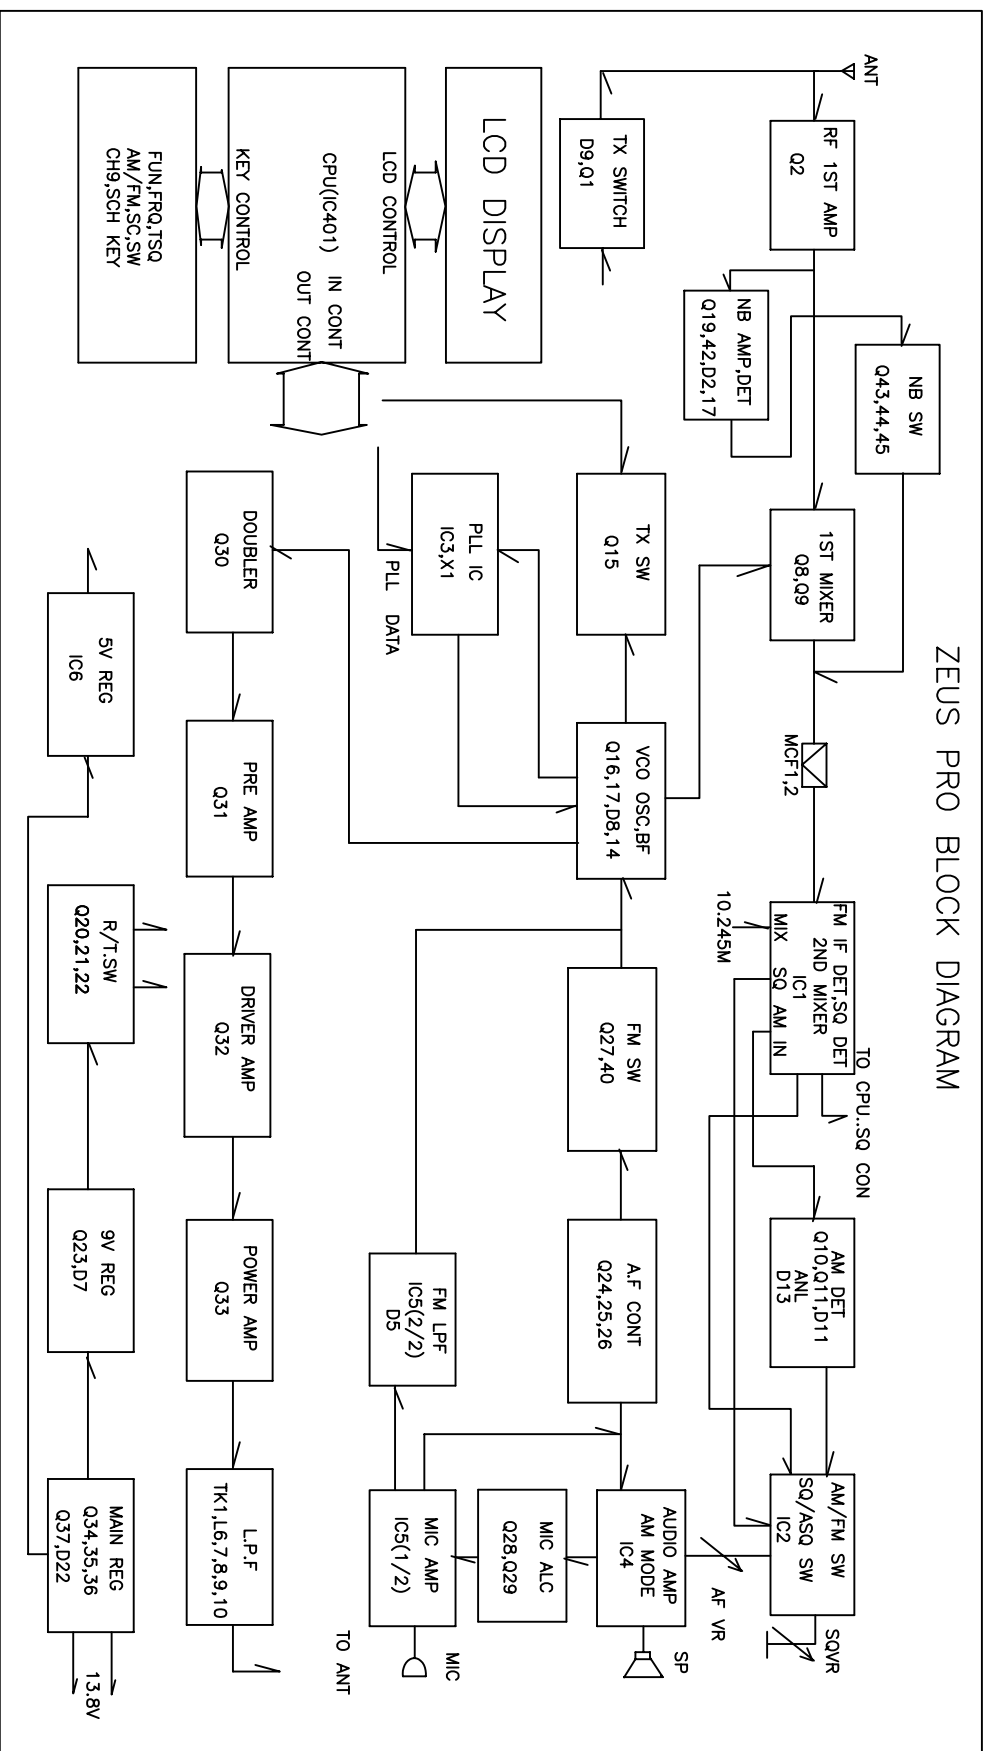 ZEUS PRO BLOCK DIAGRAM
ANT
RF 1ST AMP
Q2
NB SW
Q43,44,45
NB AMP,DET
Q19,42,D2,17
1ST MIXER
Q8,Q9
MCF1,2
FM IF DET,SQ DET
2ND MIXER
IC1
MIX SQ AM IN
10.245M
TO CPU..SQ CON
AM DET
Q10,Q11,D11
ANL
D13
AM/FM SW
SQ/ASQ SW
IC2
SQVR
AF VR
TX SWITCH
D9,Q1
TX SW
Q15
VCO OSC,BF
Q16,17,D8,14
FM SW
Q27,40
A.F CONT
Q24,25,26
AUDIO AMP
AM MODE
IC4
SP
LCD DISPLAY
LCD CONTROL
CPU(IC401)
IN CONT
OUT CONT
KEY CONTROL
FUN,FRQ,TSQ
AM/FM,SC,SW
CH9,SCH KEY
PLL IC
IC3,X1
PLL DATA
MIC ALC
Q28,Q29
FM LPF
IC5(2/2)
D5
MIC AMP
IC5(1/2)
MIC
TO ANT
DOUBLER
Q30
PRE AMP
Q31
DRIVER AMP
Q32
POWER AMP
Q33
L.P.F
TK1,L6,7,8,9,10
5V REG
IC6
R/T.SW
Q20,21,22
9V REG
Q23,D7
MAIN REG
Q34,35,36
Q37,D22
13.8V